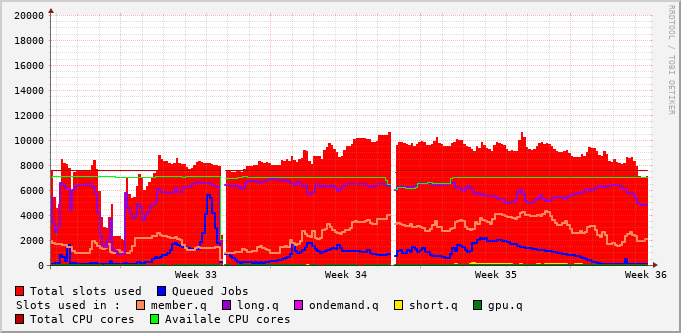 RRDTOOL / TOBI OETIKER
20000
18000
16000
14000
12000
10000
8000
6000
4000
2000
0
Week 33 Week 34 Week 35 Week 36
Total slots used Queued Jobs
Slots used in : member.q long.q ondemand.q short.q gpu.q
Total CPU cores Availale CPU cores